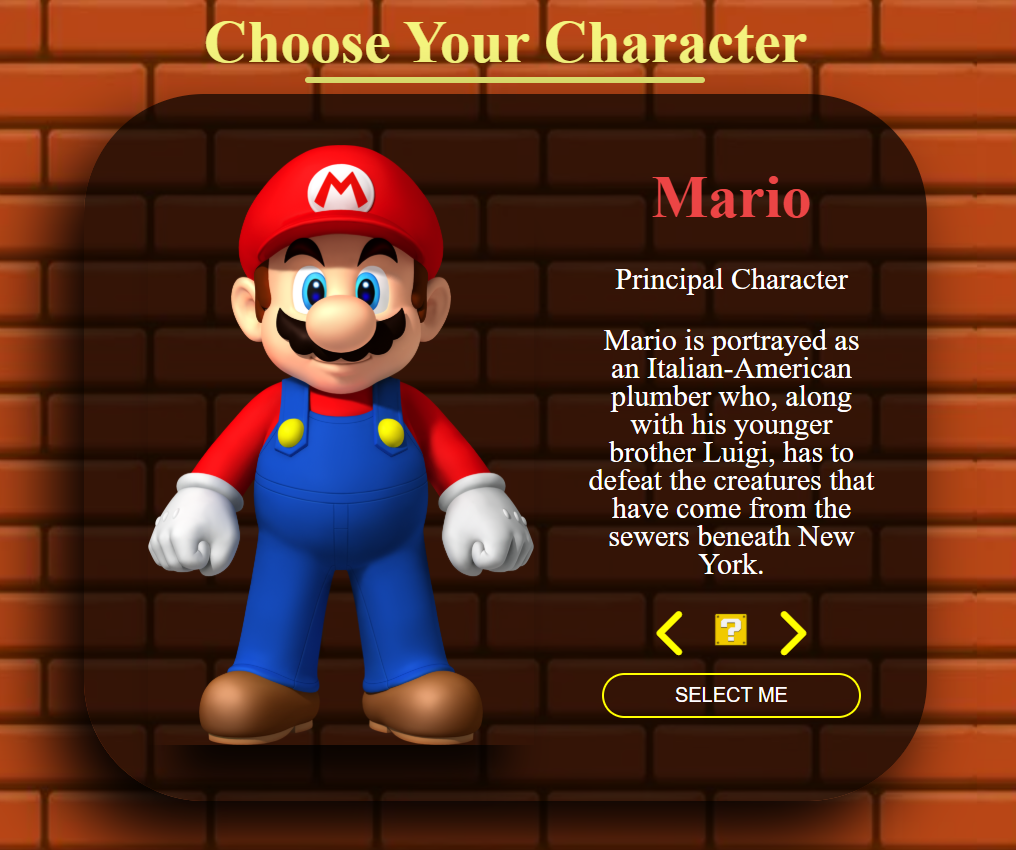 Choose Your Character
M
Mario
Principal Character
Mario is portrayed as
an Italian-American
plumber who, along
with his younger
brother Luigi, has to
defeat the creatures that
have come from the
sewers beneath New
York.
?
SELECT ME